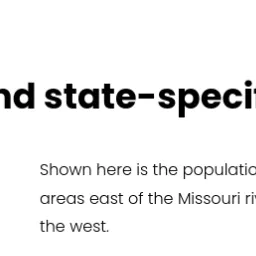 nd state-specif
Shown here is the populatio
areas east of the Missouri riv
the west.